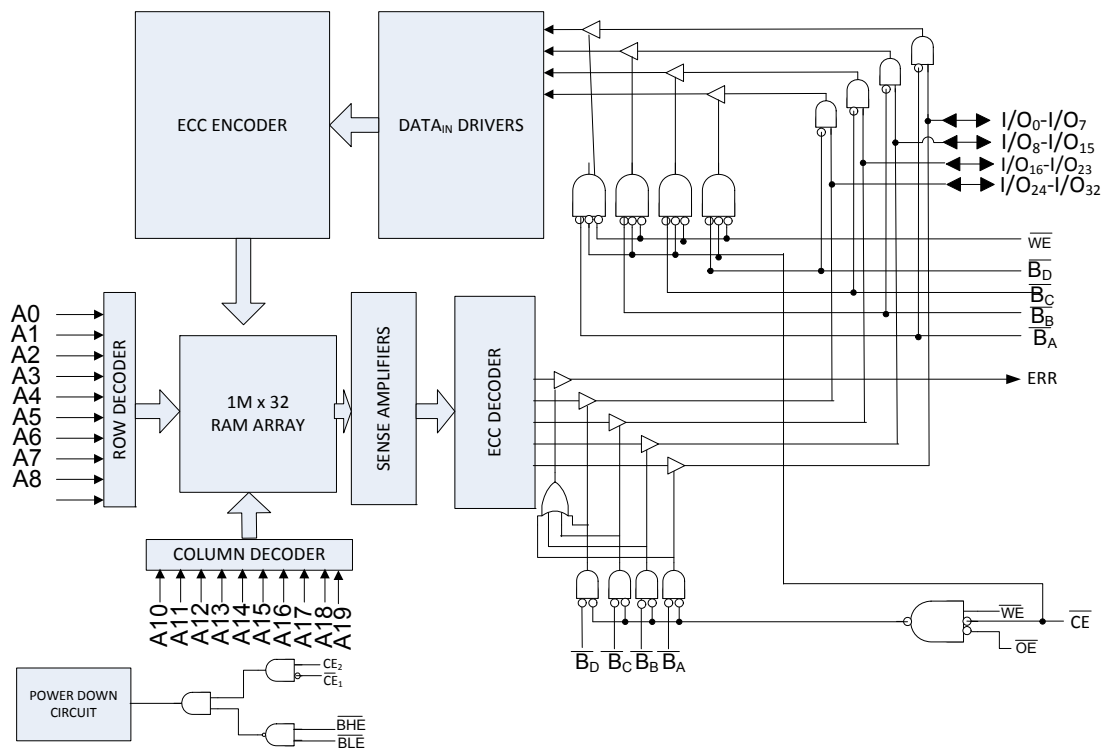 ECC ENCODER
DATAIN DRIVERS
I/O0-I/O7
I/O8-I/O15
I/O16-I/O23
I/O24-I/O32
WE
BD
BC
BB
BA
A0
A1
A2
A3
A4
A5
A6
A7
A8
ROW DECODER
1M x 32
RAM ARRAY
SENSE AMPLIFIERS
ECC DECODER
ERR
COLUMN DECODER
A10
A11
A12
A13
A14
A15
A16
A17
A18
A19
BD
BC
BB
BA
WE
CE
OE
POWER DOWN
CIRCUIT
CE2
CE1
BHE
BLE